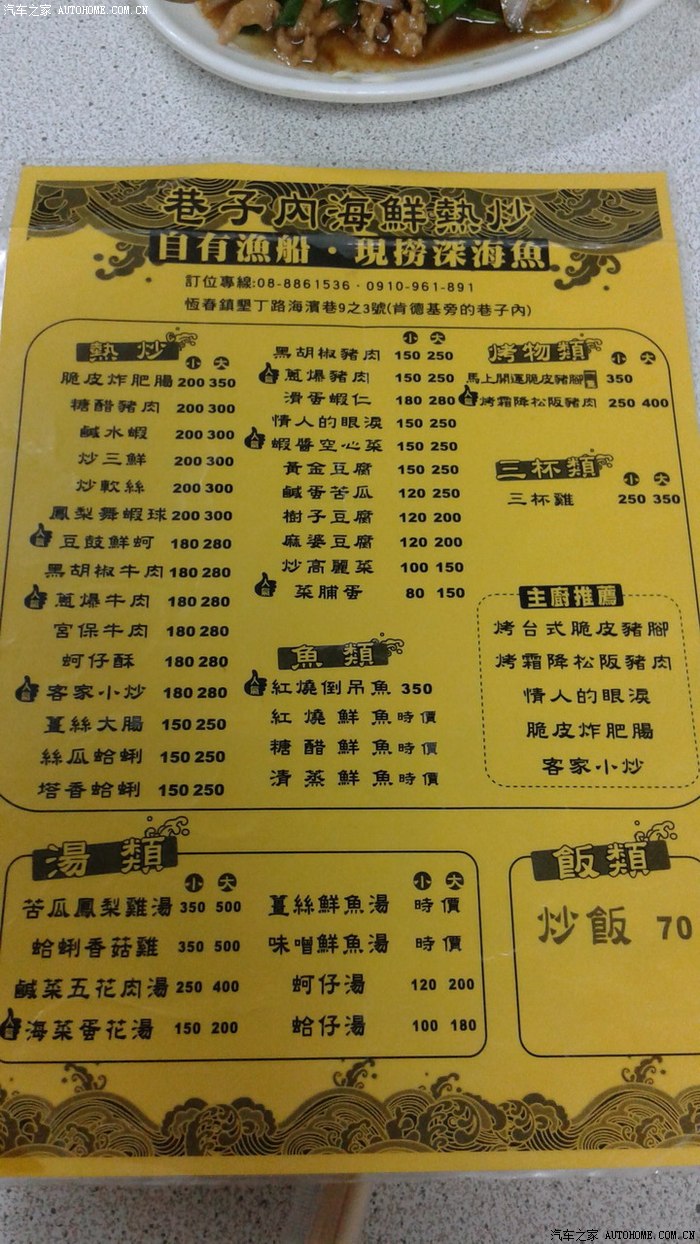 汽车之家 AUTOHOME.COM.CN
巷子內海鮮熱炒
自有漁船·現撈深海魚
訂位專線:08-8861536·0910-961-891
恆春鎮墾丁路海濱巷9之3號(肯德基旁的巷子內)
熱炒
小 大
脆皮炸肥腸 200 350
糖醋豬肉 200 300
鹹水蝦 200 300
炒三鮮 200 300
炒軟絲 200 300
鳳梨舞蝦球 200 300
豆鼓鮮蚵 180 280
黑胡椒牛肉 180 280
蔥爆牛肉 180 280
宮保牛肉 180 280
蚵仔酥 180 280
客家小炒 180 280
薑絲大腸 150 250
絲瓜蛤蜊 150 250
塔香蛤蜊 150 250
小 大
黑胡椒豬肉 150 250
蔥爆豬肉 150 250
滑蛋蝦仁 180 280
情人的眼淚 150 250
蝦醬空心菜 150 250
黃金豆腐 150 250
鹹蛋苦瓜 120 250
樹子豆腐 120 200
麻婆豆腐 120 200
炒高麗菜 100 150
菜脯蛋 80 150
魚類
紅燒倒吊魚 350
紅燒鮮魚 時價
糖醋鮮魚 時價
清蒸鮮魚 時價
烤物類
小 大
馬上開運脆皮豬腳 350
烤霜降松阪豬肉 250 400
三杯類
小 大
三杯雞 250 350
主廚推薦
烤台式脆皮豬腳
烤霜降松阪豬肉
情人的眼淚
脆皮炸肥腸
客家小炒
湯類
小 大
苦瓜鳳梨雞湯 350 500
蛤蜊香菇雞 350 500
鹹菜五花肉湯 250 400
海菜蛋花湯 150 200
小 大
薑絲鮮魚湯 時價
味噌鮮魚湯 時價
蚵仔湯 120 200
蛤仔湯 100 180
飯類
炒飯 70
汽车之家 AUTOHOME.COM.CN